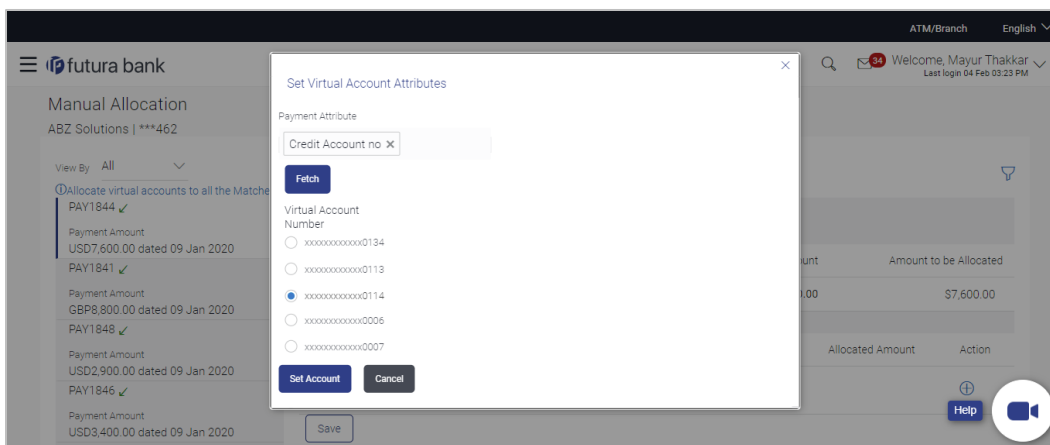 ATM/Branch English
futura bank
34 Welcome, Mayur Thakkar
Last login 04 Feb 03:23 PM
Manual Allocation
ABZ Solutions | ***462
View By All
Allocate virtual accounts to all the Matche
PAY1844
Payment Amount
USD7,600.00 dated 09 Jan 2020
PAY1841
Payment Amount
GBP8,800.00 dated 09 Jan 2020
PAY1848
Payment Amount
USD2,900.00 dated 09 Jan 2020
PAY1846
Payment Amount
USD3,400.00 dated 09 Jan 2020
Set Virtual Account Attributes
Payment Attribute
Credit Account no
Fetch
Virtual Account
Number
xxxxxxxxxxxx0134
xxxxxxxxxxxx0113
xxxxxxxxxxxx0114
xxxxxxxxxxxx0006
xxxxxxxxxxxx0007
Set Account Cancel
Amount to be Allocated
$7,600.00
Allocated Amount Action
Help
Save